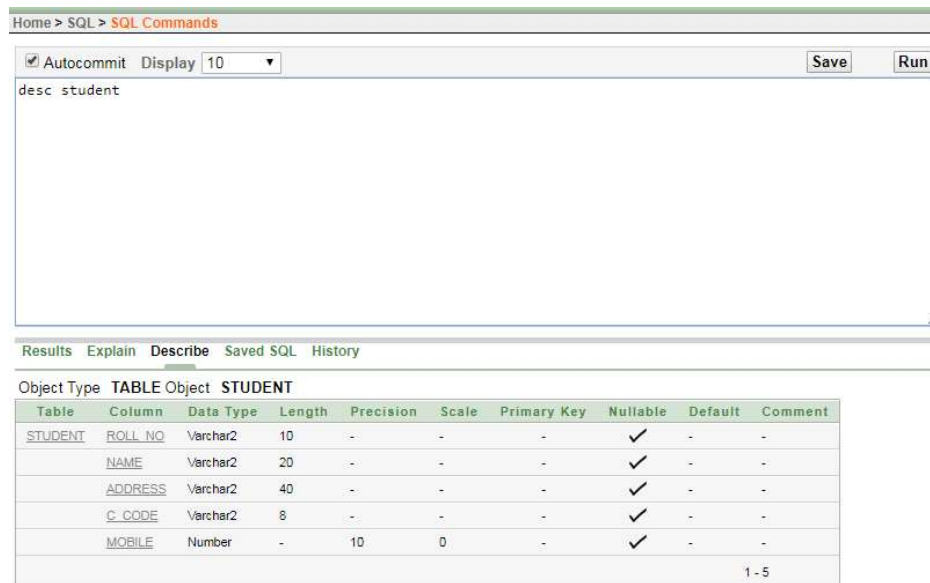 Home > SQL > SQL Commands
Autocommit Display 10 Save Run
desc student
Results Explain Describe Saved SQL History
Object Type TABLE Object STUDENT
Table Column Data Type Length Precision Scale Primary Key Nullable Default Comment
STUDENT ROLL_NO Varchar2 10 - - - - -
NAME Varchar2 20 - - - - -
ADDRESS Varchar2 40 - - - - -
C_CODE Varchar2 8 - - - - -
MOBILE Number - 10 0 - - -
1 - 5